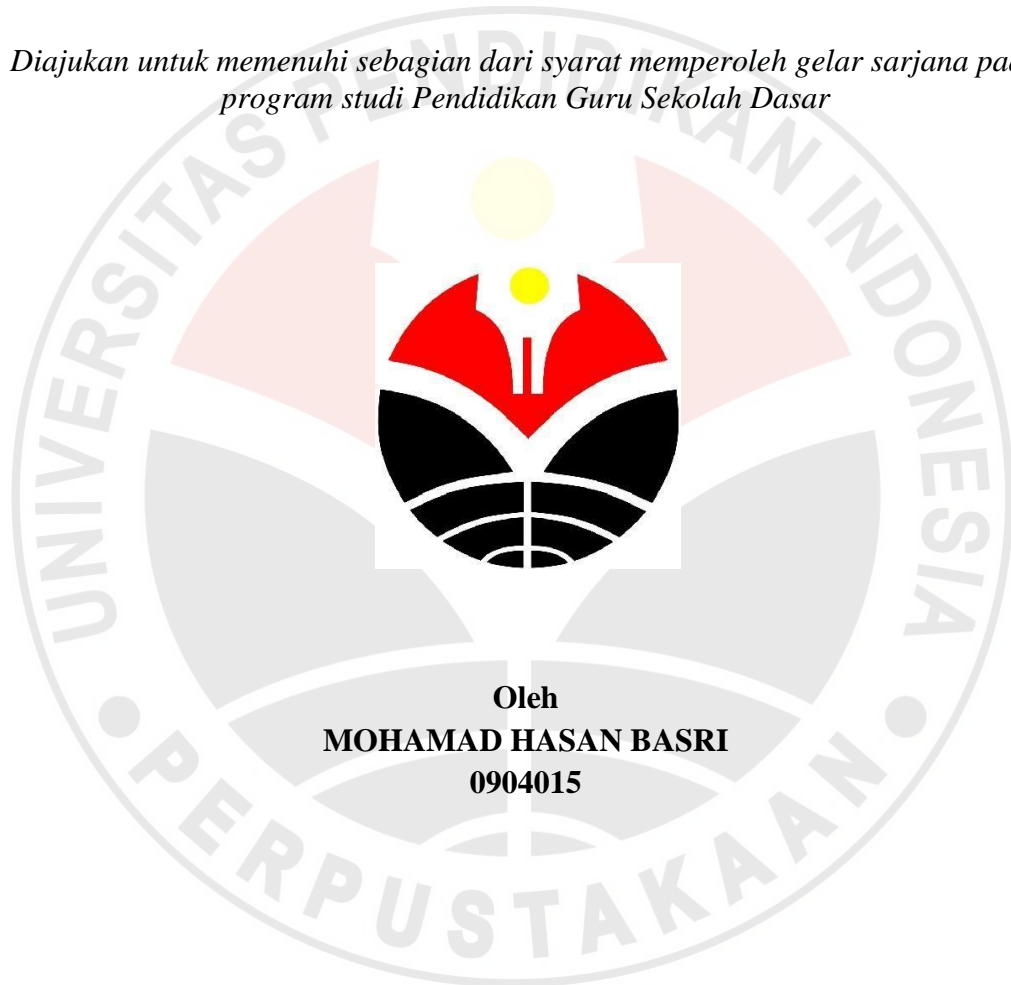 Diajukan untuk memenuhi sebagian dari syarat memperoleh gelar sarjana
program studi Pendidikan Guru Sekolah Dasar
UNIVERSITAS PENDIDIKAN INDONESIA
Oleh
MOHAMAD HASAN BASRI
0904015
PERPUSTAKAAN